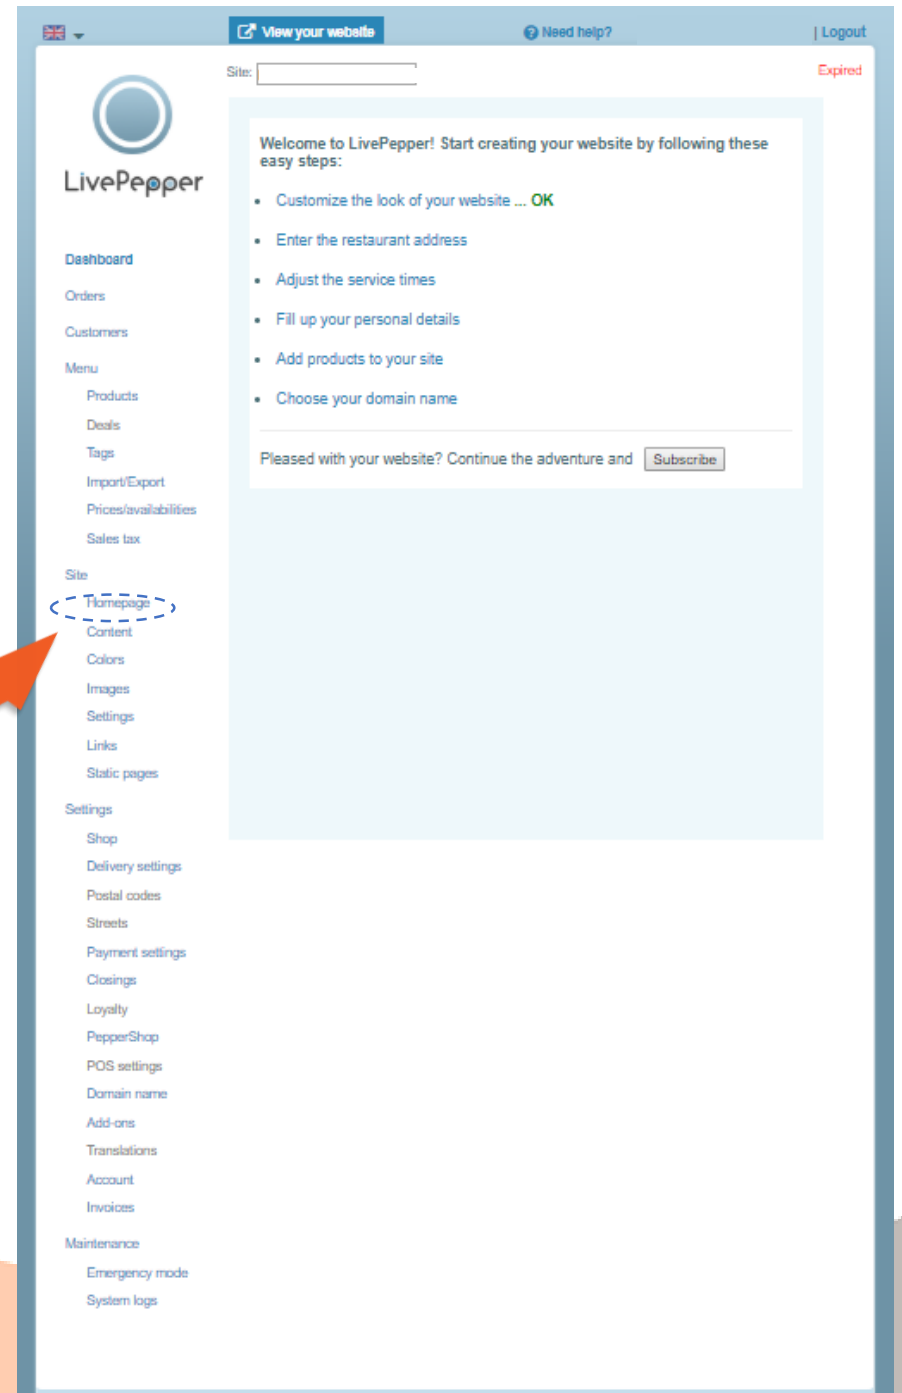 View your website
Need help?
| Logout
Site:
Expired
LivePepper
Welcome to LivePepper! Start creating your website by following these
easy steps:
Customize the look of your website ... OK
Enter the restaurant address
Adjust the service times
Fill up your personal details
Add products to your site
Choose your domain name
Pleased with your website? Continue the adventure and Subscribe
Dashboard
Orders
Customers
Menu
Products
Deals
Tags
Import/Export
Prices/availabilities
Sales tax
Site
Homepage
Content
Colors
Images
Settings
Links
Static pages
Settings
Shop
Delivery settings
Postal codes
Streets
Payment settings
Closings
Loyalty
PepperShop
POS settings
Domain name
Add-ons
Translations
Account
Invoices
Maintenance
Emergency mode
System logs